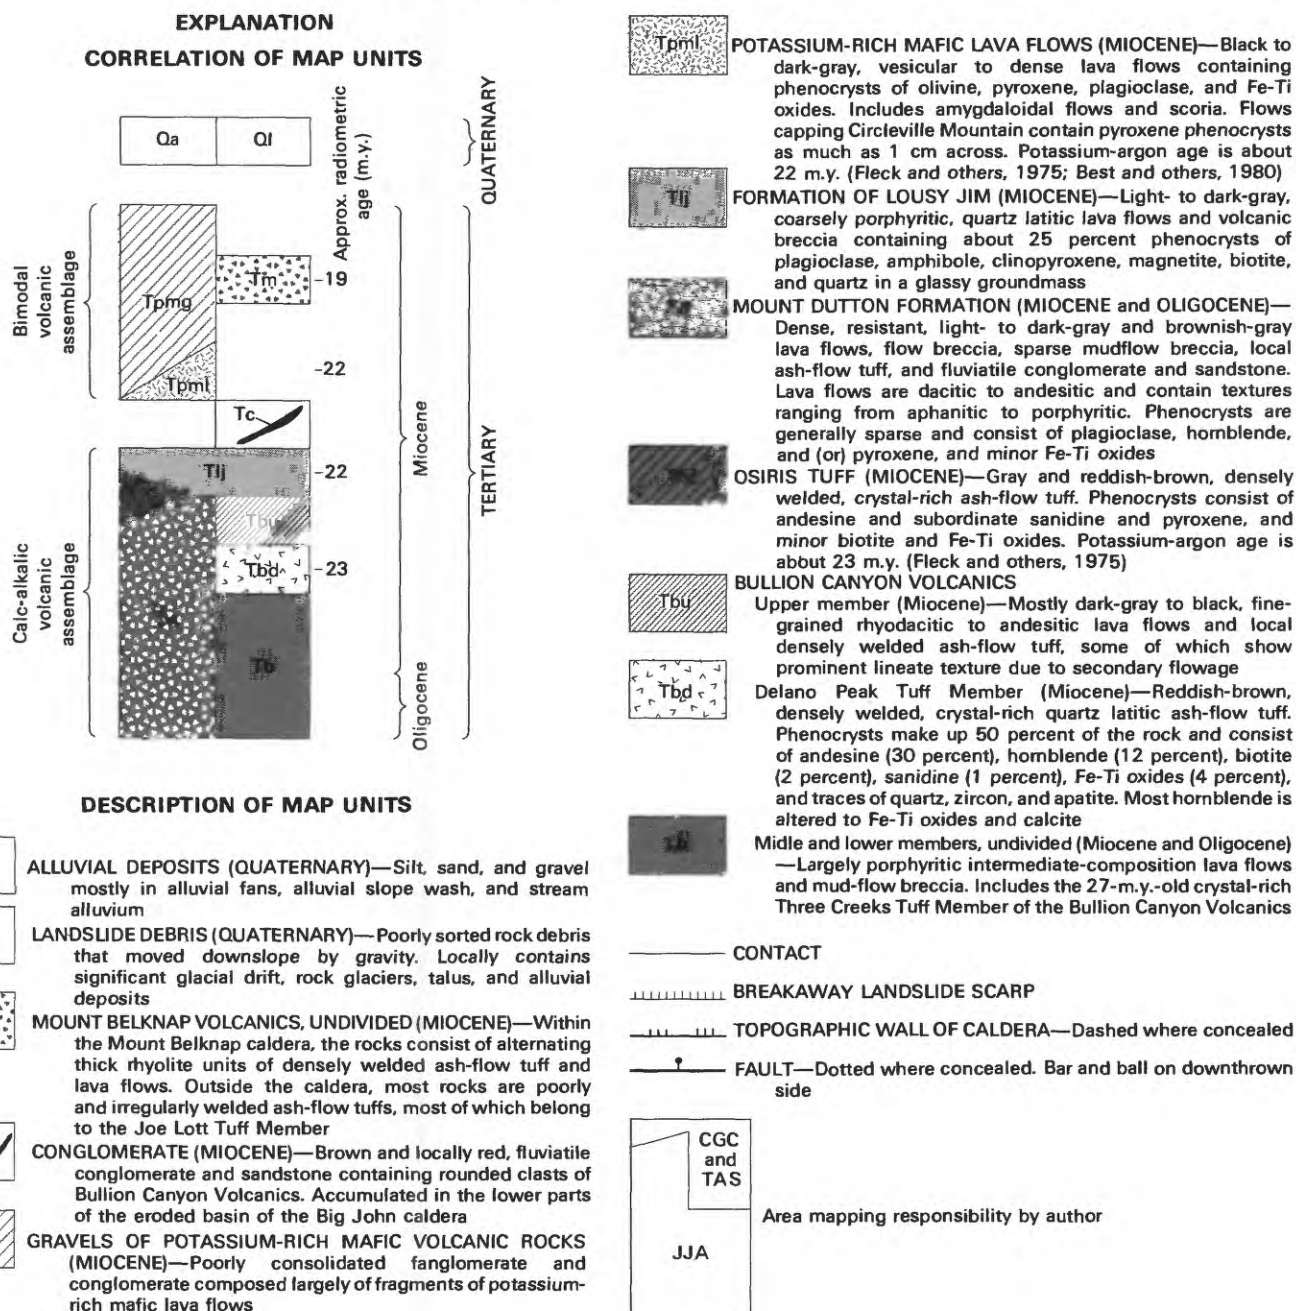 EXPLANATION
CORRELATION OF MAP UNITS
Approx. radiometric
age (m.y.)
Qa
Ql
QUATERNARY
Bimodal
volcanic
assemblage
Tpmg
Tm
-19
-22
Tpml
Tc
Miocene
TERTIARY
Calc-alkalic
volcanic
assemblage
Tlj
-22
Tbu
Tbd
-23
Tb
Oligocene
DESCRIPTION OF MAP UNITS
ALLUVIAL DEPOSITS (QUATERNARY)—Silt, sand, and gravel
mostly in alluvial fans, alluvial slope wash, and stream
alluvium
LANDSLIDE DEBRIS (QUATERNARY)—Poorly sorted rock debris
that moved downslope by gravity. Locally contains
significant glacial drift, rock glaciers, talus, and alluvial
deposits
MOUNT BELKNAP VOLCANICS, UNDIVIDED (MIOCENE)—Within
the Mount Belknap caldera, the rocks consist of alternating
thick rhyolite units of densely welded ash-flow tuff and
lava flows. Outside the caldera, most rocks are poorly
and irregularly welded ash-flow tuffs, most of which belong
to the Joe Lott Tuff Member
CONGLOMERATE (MIOCENE)—Brown and locally red, fluviatile
conglomerate and sandstone containing rounded clasts of
Bullion Canyon Volcanics. Accumulated in the lower parts
of the eroded basin of the Big John caldera
GRAVELS OF POTASSIUM-RICH MAFIC VOLCANIC ROCKS
(MIOCENE)—Poorly consolidated fanglomerate and
conglomerate composed largely of fragments of potassium-
rich mafic lava flows
Tpml
POTASSIUM-RICH MAFIC LAVA FLOWS (MIOCENE)—Black to
dark-gray, vesicular to dense lava flows containing
phenocrysts of olivine, pyroxene, plagioclase, and Fe-Ti
oxides. Includes amygdaloidal flows and scoria. Flows
capping Circleville Mountain contain pyroxene phenocrysts
as much as 1 cm across. Potassium-argon age is about
22 m.y. (Fleck and others, 1975; Best and others, 1980)
Tlj
FORMATION OF LOUSY JIM (MIOCENE)—Light- to dark-gray,
coarsely porphyritic, quartz latitic lava flows and volcanic
breccia containing about 25 percent phenocrysts of
plagioclase, amphibole, clinopyroxene, magnetite, biotite,
and quartz in a glassy groundmass
MOUNT DUTTON FORMATION (MIOCENE and OLIGOCENE)—
Dense, resistant, light- to dark-gray and brownish-gray
lava flows, flow breccia, sparse mudflow breccia, local
ash-flow tuff, and fluviatile conglomerate and sandstone.
Lava flows are dacitic to andesitic and contain textures
ranging from aphanitic to porphyritic. Phenocrysts are
generally sparse and consist of plagioclase, hornblende,
and (or) pyroxene, and minor Fe-Ti oxides
OSIRIS TUFF (MIOCENE)—Gray and reddish-brown, densely
welded, crystal-rich ash-flow tuff. Phenocrysts consist of
andesine and subordinate sanidine and pyroxene, and
minor biotite and Fe-Ti oxides. Potassium-argon age is
about 23 m.y. (Fleck and others, 1975)
BULLION CANYON VOLCANICS
Tbu
Upper member (Miocene)—Mostly dark-gray to black, fine-
grained rhyodacitic to andesitic lava flows and local
densely welded ash-flow tuff, some of which show
prominent lineate texture due to secondary flowage
Tbd
Delano Peak Tuff Member (Miocene)—Reddish-brown,
densely welded, crystal-rich quartz latitic ash-flow tuff.
Phenocrysts make up 50 percent of the rock and consist
of andesine (30 percent), hornblende (12 percent), biotite
(2 percent), sanidine (1 percent), Fe-Ti oxides (4 percent),
and traces of quartz, zircon, and apatite. Most hornblende is
altered to Fe-Ti oxides and calcite
Midle and lower members, undivided (Miocene and Oligocene)
—Largely porphyritic intermediate-composition lava flows
and mud-flow breccia. Includes the 27-m.y.-old crystal-rich
Three Creeks Tuff Member of the Bullion Canyon Volcanics
CONTACT
BREAKAWAY LANDSLIDE SCARP
TOPOGRAPHIC WALL OF CALDERA—Dashed where concealed
FAULT—Dotted where concealed. Bar and ball on downthrown
side
CGC
and
TAS
JJA
Area mapping responsibility by author